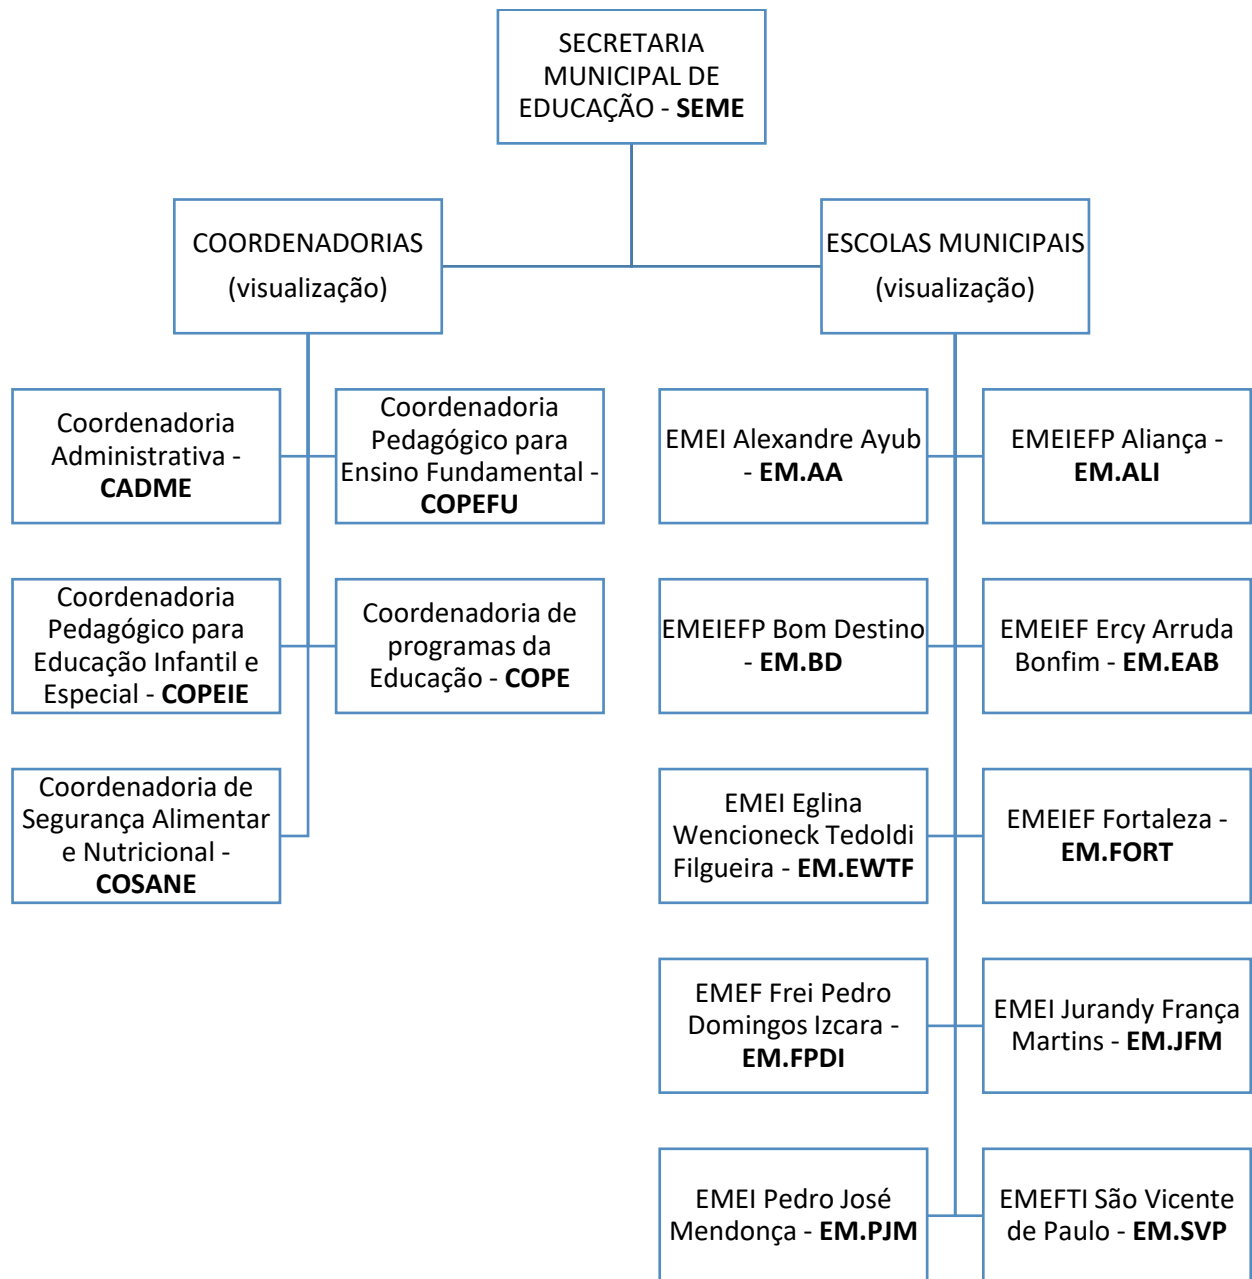 SECRETARIA
MUNICIPAL DE
EDUCAÇÃO - SEME
COORDENADORIAS
(visualização)
ESCOLAS MUNICIPAIS
(visualização)
Coordenadoria
Administrativa -
CADME
Coordenadoria
Pedagógico para
Ensino Fundamental -
COPEFU
EMEI Alexandre Ayub
- EM.AA
EMEIEFP Aliança -
EM.ALI
Coordenadoria
Pedagógico para
Educação Infantil e
Especial - COPEIE
Coordenadoria de
programas da
Educação - COPE
EMEIEFP Bom Destino
- EM.BD
EMEIEF Ercy Arruda
Bonfim - EM.EAB
Coordenadoria de
Segurança Alimentar
e Nutricional -
COSANE
EMEI Eglina
Wencioneck Tedoldi
Filgueira - EM.EWTF
EMEIEF Fortaleza -
EM.FORT
EMEF Frei Pedro
Domingos Izcara -
EM.FPDI
EMEI Jurandy França
Martins - EM.JFM
EMEI Pedro José
Mendonça - EM.PJM
EMEFTI São Vicente
de Paulo - EM.SVP